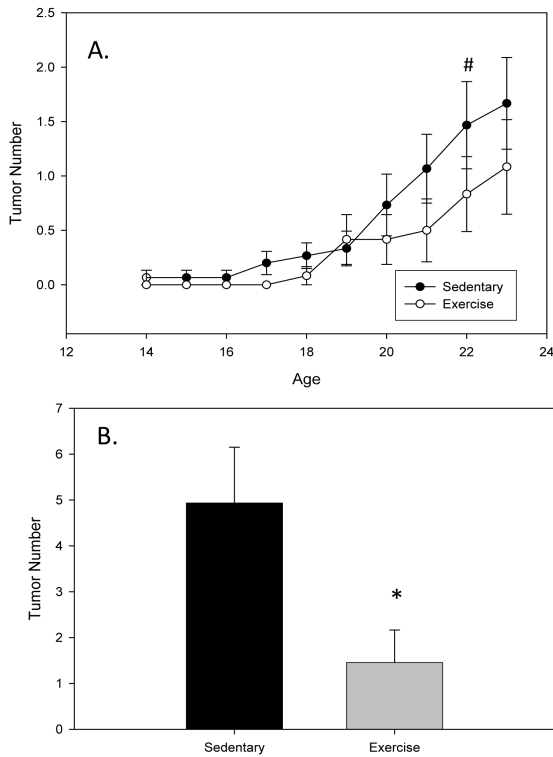 2.5
A.
#
2.0
1.5
1.0
0.5
0.0
Tumor Number
Sedentary
Exercise
12 14 16 18 20 22 24
Age
7
B.
6
5
4
3
2
1
0
*
Tumor Number
Sedentary Exercise